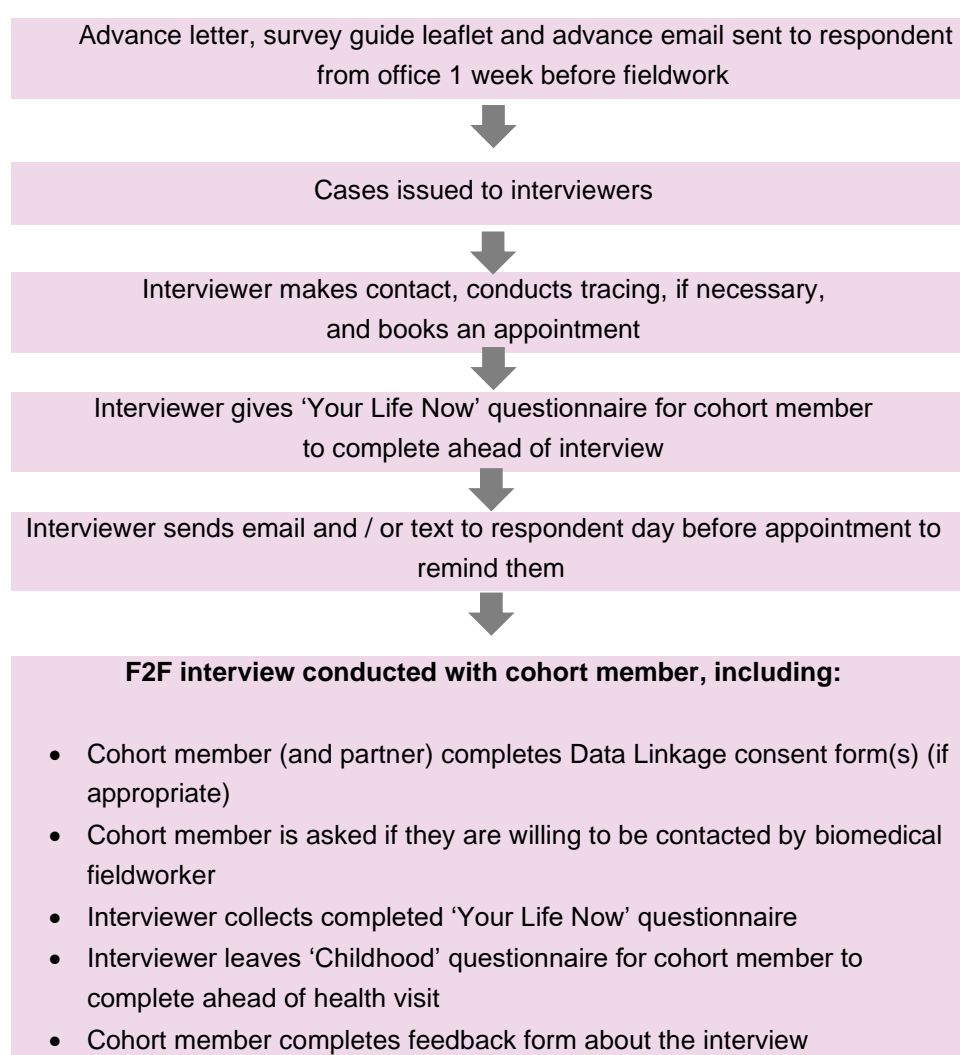 Advance letter, survey guide leaflet and advance email sent to respondent
from office 1 week before fieldwork
Cases issued to interviewers
Interviewer makes contact, conducts tracing, if necessary,
and books an appointment
Interviewer gives ‘Your Life Now’ questionnaire for cohort member
to complete ahead of interview
Interviewer sends email and / or text to respondent day before appointment to
remind them
F2F interview conducted with cohort member, including:
• Cohort member (and partner) completes Data Linkage consent form(s) (if
appropriate)
• Cohort member is asked if they are willing to be contacted by biomedical
fieldworker
• Interviewer collects completed ‘Your Life Now’ questionnaire
• Interviewer leaves ‘Childhood’ questionnaire for cohort member to
complete ahead of health visit
• Cohort member completes feedback form about the interview